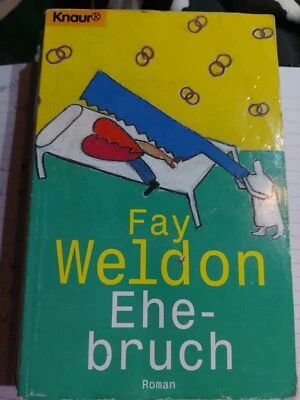 Knaur®
Fay
Weldon
Ehe-
bruch
Roman